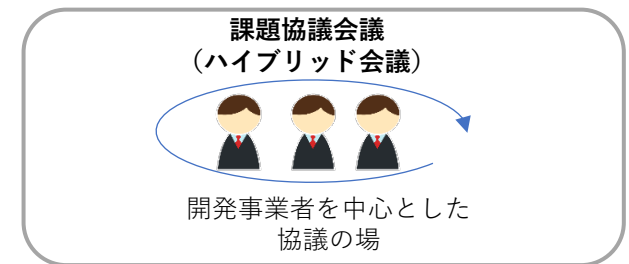 課題協議会議
（ハイブリッド会議）
開発事業者を中心とした
協議の場